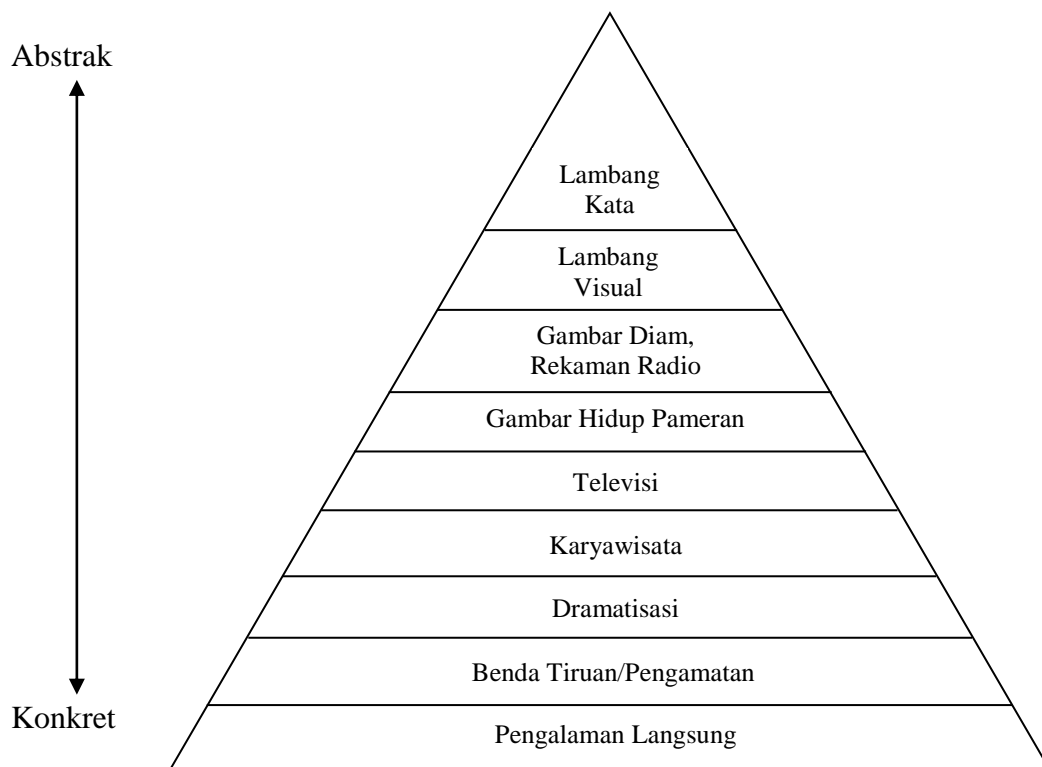 Abstrak
Lambang
Kata
Lambang
Visual
Gambar Diam,
Rekaman Radio
Gambar Hidup Pameran
Televisi
Karyawisata
Dramatisasi
Benda Tiruan/Pengamatan
Konkret
Pengalaman Langsung